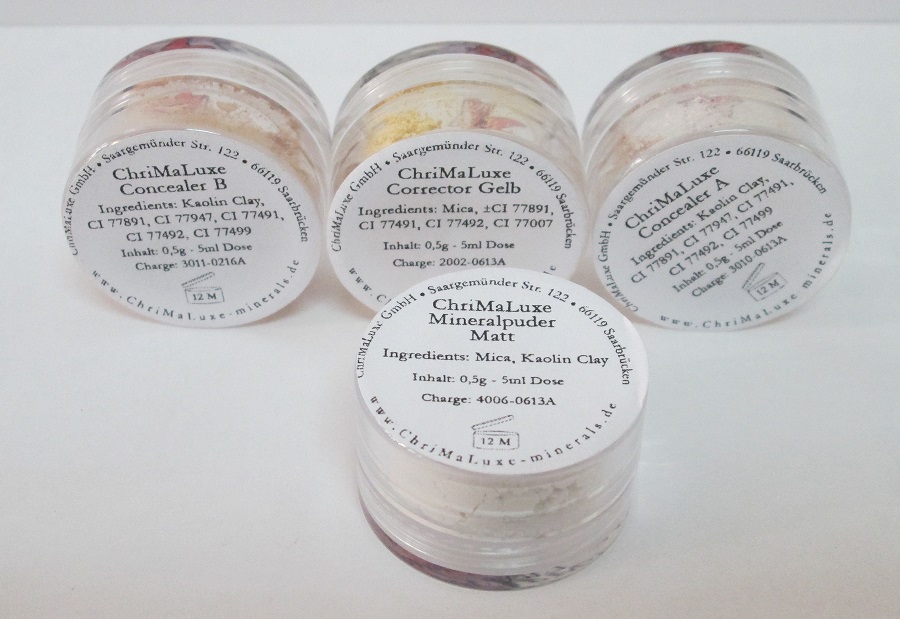 ChriMaLuxe GmbH • Saargemünder Str. 122 • 66119 Saarbrücken
ChriMaLuxe
Concealer B
Ingredients: Kaolin Clay,
CI 77891, CI 77947, CI 77491,
CI 77492, CI 77499
Inhalt: 0,5g - 5ml Dose
Charge: 3011-0216A
12 M
www.ChriMaLuxe-minerals.de
ChriMaLuxe GmbH • Saargemünder Str. 122 • 66119 Saarbrücken
ChriMaLuxe
Corrector Gelb
Ingredients: Mica, ±CI 77891,
CI 77491, CI 77492, CI 77007
Inhalt: 0,5g - 5ml Dose
Charge: 2002-0613A
ChriMaLuxe GmbH • Saargemünder Str. 122 • 66119 Saarbrücken
ChriMaLuxe
Concealer A
Ingredients: Kaolin Clay,
CI 77891, CI 77947, CI 77491,
CI 77492, CI 77499
Inhalt: 0,5g - 5ml Dose
Charge: 3010-0613A
12 M
www.ChriMaLuxe-minerals.de
ChriMaLuxe GmbH • Saargemünder Str. 122 • 66119 Saarbrücken
ChriMaLuxe
Mineralpuder
Matt
Ingredients: Mica, Kaolin Clay
Inhalt: 0,5g - 5ml Dose
Charge: 4006-0613A
12 M
www.ChriMaLuxe-minerals.de